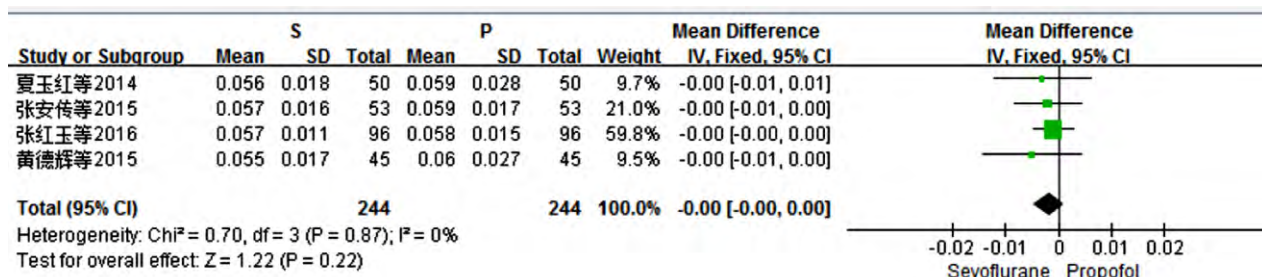 S P Mean Difference Mean Difference
Study or Subgroup Mean SD Total Mean SD Total Weight IV, Fixed, 95% CI IV, Fixed, 95% CI
夏玉红等2014 0.056 0.018 50 0.059 0.028 50 9.7% -0.00 [-0.01, 0.01]
张安传等2015 0.057 0.016 53 0.059 0.017 53 21.0% -0.00 [-0.01, 0.00]
张红玉等2016 0.057 0.011 96 0.058 0.015 96 59.8% -0.00 [-0.00, 0.00]
黄德辉等2015 0.055 0.017 45 0.06 0.027 45 9.5% -0.00 [-0.01, 0.00]
Total (95% CI) 244 244 100.0% -0.00 [-0.00, 0.00]
Heterogeneity: Chi² = 0.70, df = 3 (P = 0.87); I² = 0%
Test for overall effect: Z = 1.22 (P = 0.22)
-0.02 -0.01 0 0.01 0.02
Sevoflurane Propofol